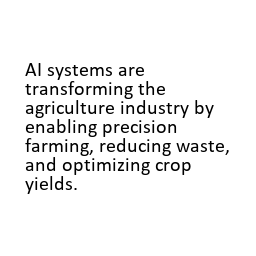 AI systems are
transforming the
agriculture industry by
enabling precision
farming, reducing waste,
and optimizing crop
yields.